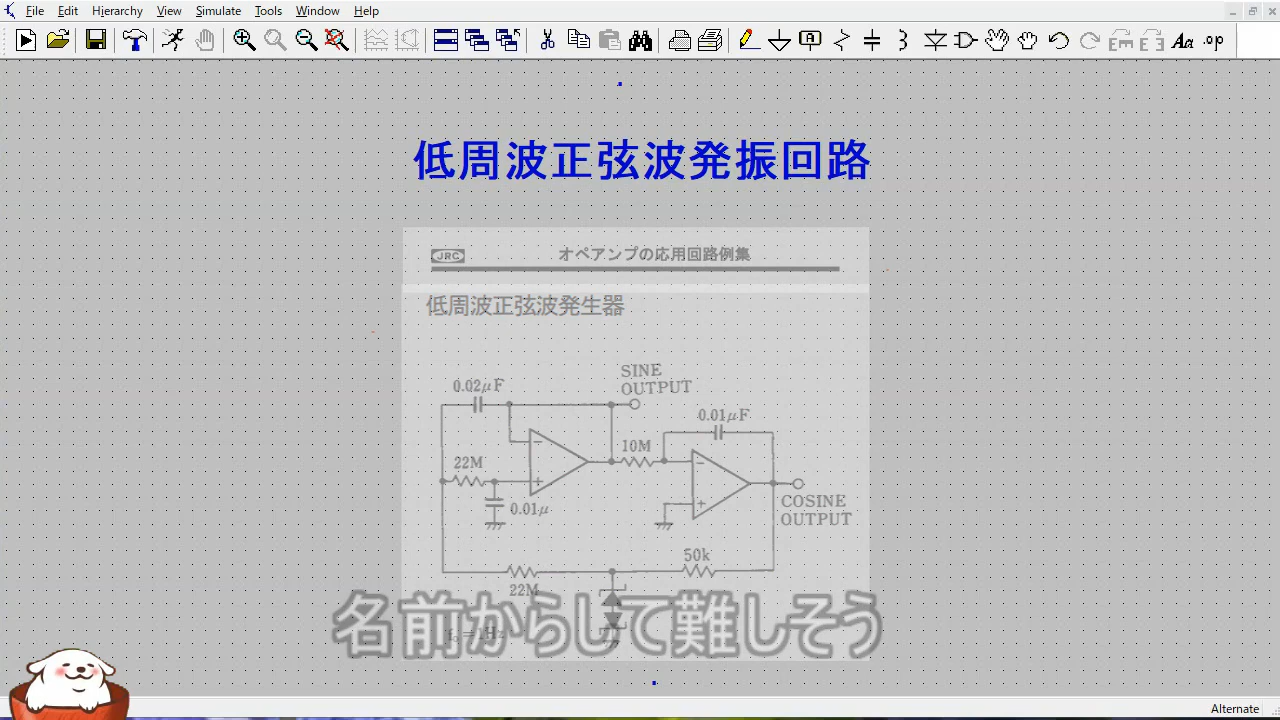 File Edit Hierarchy View Simulate Tools Window Help
低周波正弦波発振回路
JRC オペアンプの応用回路例集
低周波正弦波発生器
SINE
OUTPUT
0.02μF
0.01μF
10M
22M
0.01μ
COSINE
OUTPUT
50k
22M
名前からして難しそう
Alternate